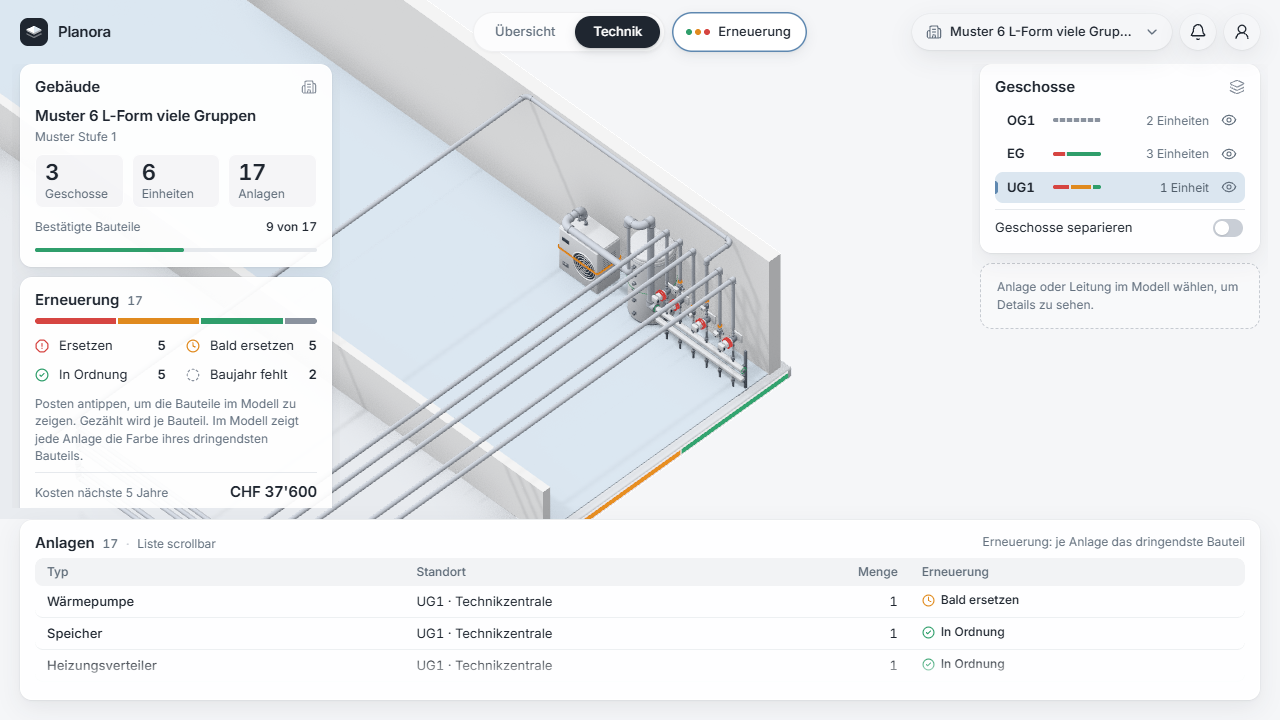 Planora
Übersicht
Technik
Erneuerung
Muster 6 L-Form viele Grup...
Gebäude
Muster 6 L-Form viele Gruppen
Muster Stufe 1
3 Geschosse
6 Einheiten
17 Anlagen
Bestätigte Bauteile 9 von 17
Erneuerung 17
Ersetzen 5
Bald ersetzen 5
In Ordnung 5
Baujahr fehlt 2
Posten antippen, um die Bauteile im Modell zu
zeigen. Gezählt wird je Bauteil. Im Modell zeigt
jede Anlage die Farbe ihres dringendsten
Bauteils.
Kosten nächste 5 Jahre CHF 37'600
Geschosse
OG1 2 Einheiten
EG 3 Einheiten
UG1 1 Einheit
Geschosse separieren
Anlage oder Leitung im Modell wählen, um
Details zu sehen.
Anlagen 17 · Liste scrollbar
Erneuerung: je Anlage das dringendste Bauteil
Typ Standort Menge Erneuerung
Wärmepumpe UG1 · Technikzentrale 1 Bald ersetzen
Speicher UG1 · Technikzentrale 1 In Ordnung
Heizungsverteiler UG1 · Technikzentrale 1 In Ordnung